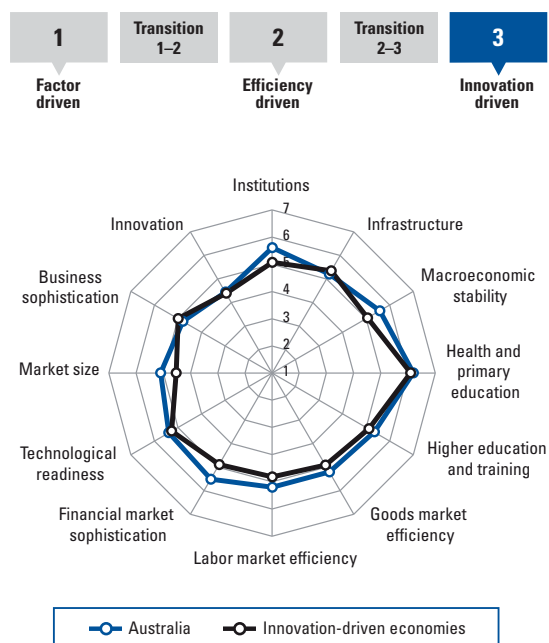 1
Transition
1–2
2
Transition
2–3
3
Factor
driven
Efficiency
driven
Innovation
driven
Institutions
7
Innovation
6
Infrastructure
5
Business
sophistication
Macroeconomic
stability
4
3
2
Market size
1
Health and
primary
education
Technological
readiness
Higher education
and training
Financial market
sophistication
Goods market
efficiency
Labor market efficiency
Australia
Innovation-driven economies